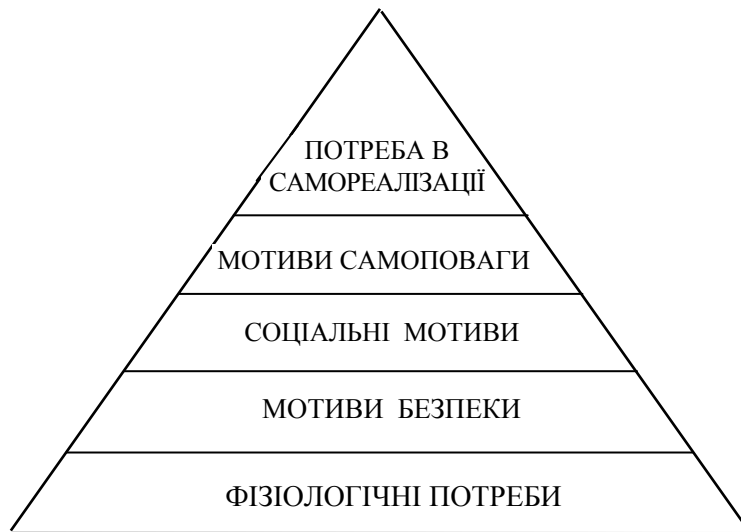 ПОТРЕБА В
САМОРЕАЛІЗАЦІЇ
МОТИВИ САМОПОВАГИ
СОЦІАЛЬНІ МОТИВИ
МОТИВИ БЕЗПЕКИ
ФІЗІОЛОГІЧНІ ПОТРЕБИ